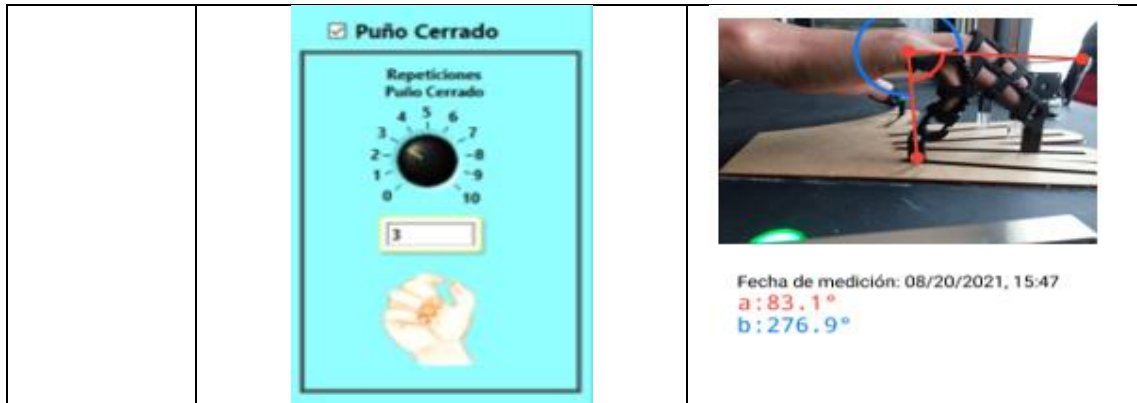 Puño Cerrado
Repeticiones
Puño Cerrado
4 5 6
3 7
2 8
1 9
0 10
3
Fecha de medición: 08/20/2021, 15:47
a:83.1°
b:276.9°